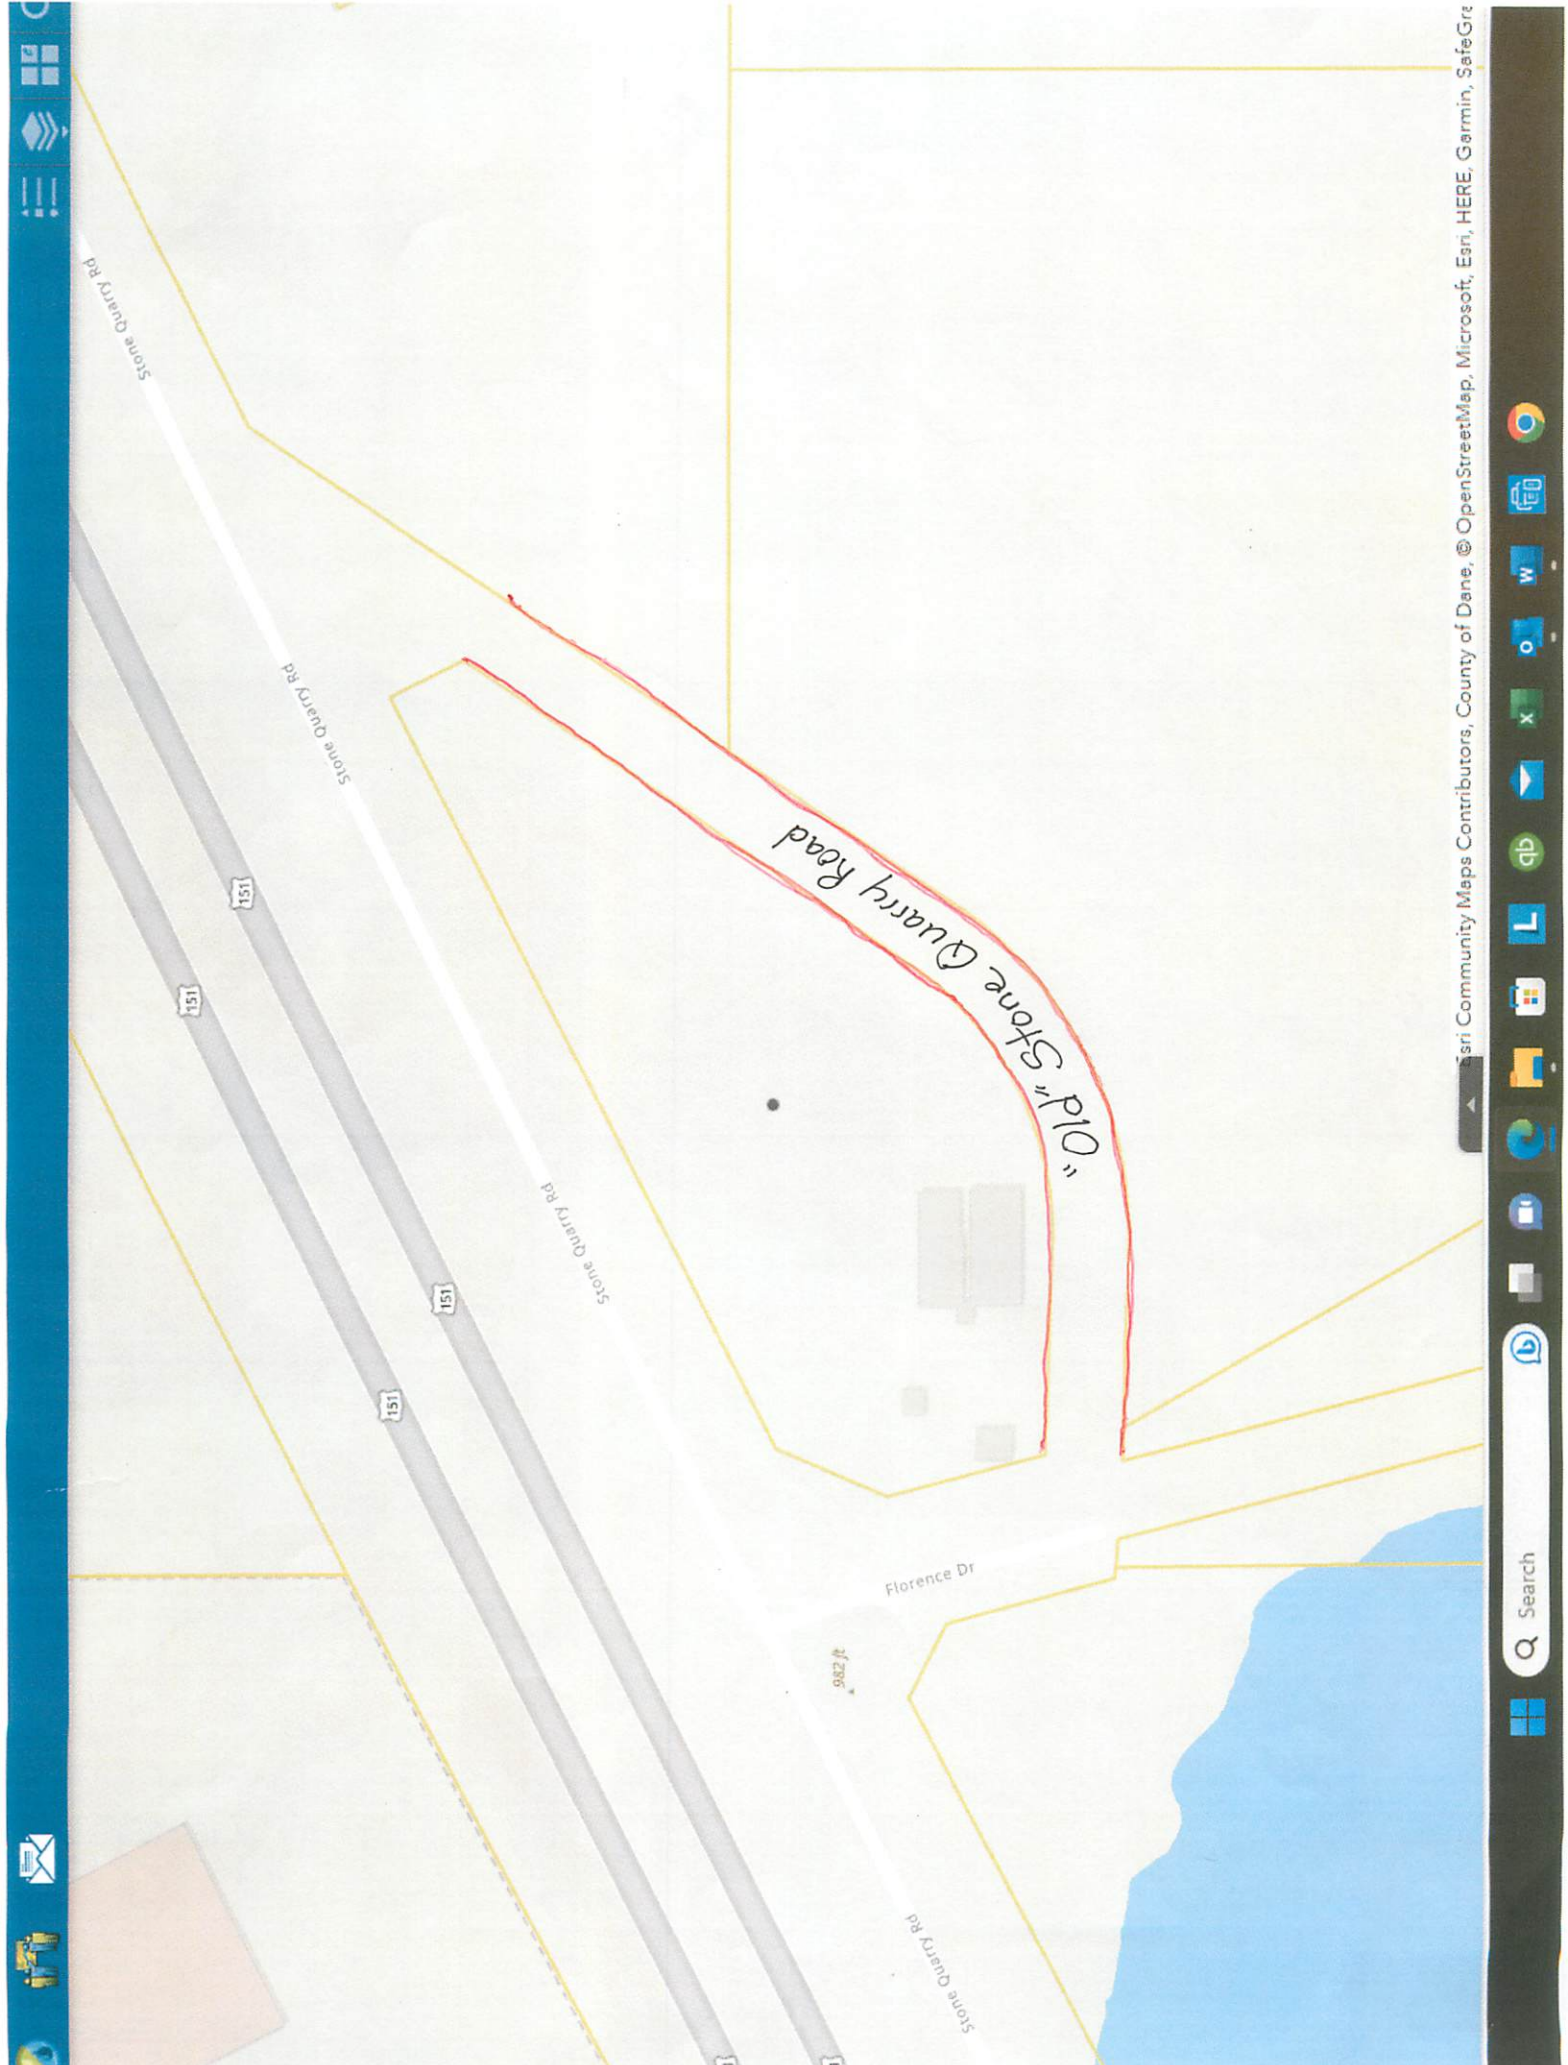 Stone Quarry Rd
Stone Quarry Rd
Stone Quarry Rd
Stone Quarry Rd
151
151
151
151
"Old" Stone Quarry Road
Florence Dr
982 ft
Esri Community Maps Contributors, County of Dane, © OpenStreetMap, Microsoft, Esri, HERE, Garmin, SafeGra
Search